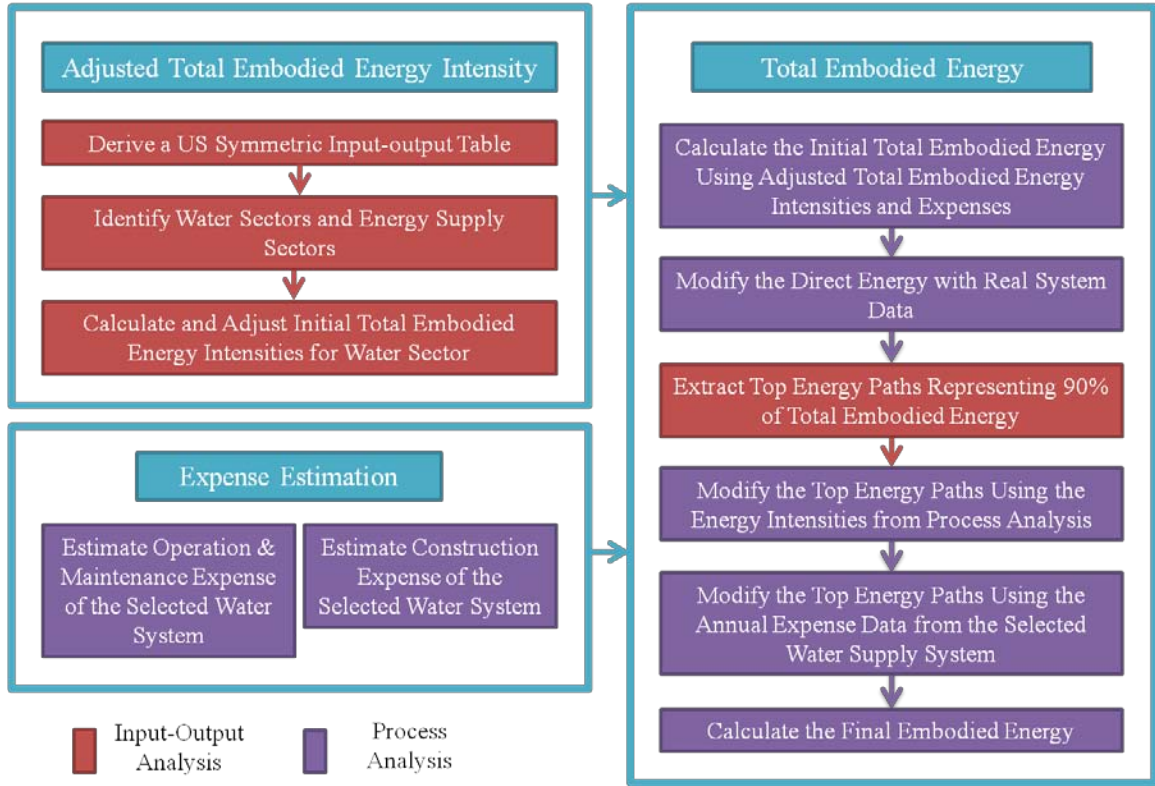 Adjusted Total Embodied Energy Intensity
Derive a US Symmetric Input-output Table
Identify Water Sectors and Energy Supply
Sectors
Calculate and Adjust Initial Total Embodied
Energy Intensities for Water Sector
Expense Estimation
Estimate Operation &
Maintenance Expense
of the Selected Water
System
Estimate Construction
Expense of the
Selected Water System
Input-Output
Analysis
Process
Analysis
Total Embodied Energy
Calculate the Initial Total Embodied Energy
Using Adjusted Total Embodied Energy
Intensities and Expenses
Modify the Direct Energy with Real System
Data
Extract Top Energy Paths Representing 90%
of Total Embodied Energy
Modify the Top Energy Paths Using the
Energy Intensities from Process Analysis
Modify the Top Energy Paths Using the
Annual Expense Data from the Selected
Water Supply System
Calculate the Final Embodied Energy